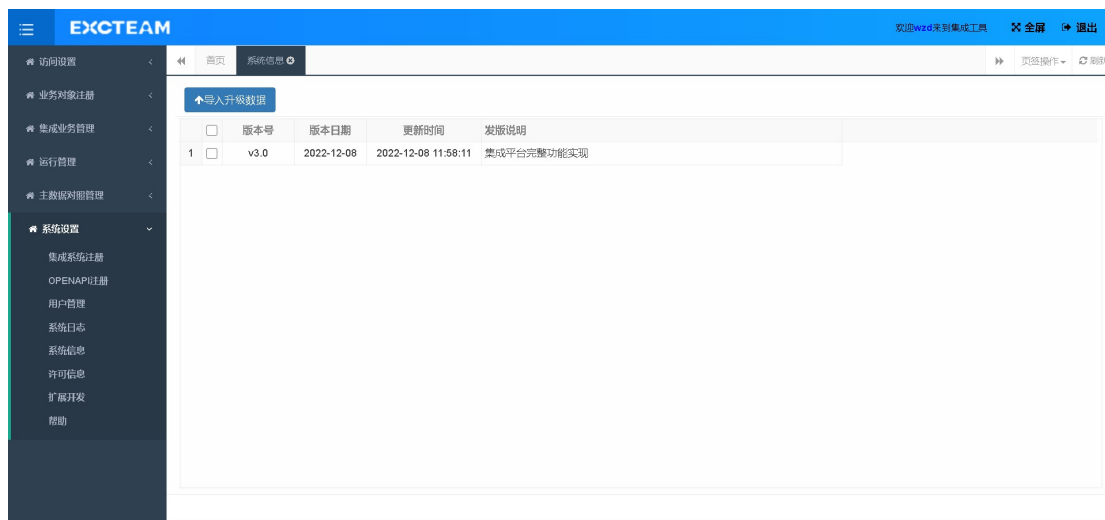 EXCTEAM
欢迎wzd来到集成工具 全屏 退出
访问设置
首页 系统信息 页签操作 刷新
业务对象注册
导入升级数据
集成业务管理
版本号 版本日期 更新时间 发版说明
1 v3.0 2022-12-08 2022-12-08 11:58:11 集成平台完整功能实现
运行管理
主数据对照管理
系统设置
集成系统注册
OPENAPI注册
用户管理
系统日志
系统信息
许可信息
扩展开发
帮助